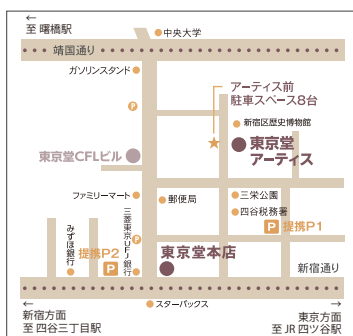 ←
至 曙橋駅
中央大学
靖国通り
ガソリンスタンド
アーティス前
駐車スペース8台
P
新宿区歴史博物館
東京堂
アーティス
東京堂CFLビル
ファミリーマート
郵便局
三栄公園
四谷税務署
三菱東京UFJ銀行
みずほ銀行
提携P2
P
P
P 提携P1
東京堂本店
新宿通り
スターバックス
←
新宿方面
至 四谷三丁目駅
→
東京方面
至 JR 四ツ谷駅